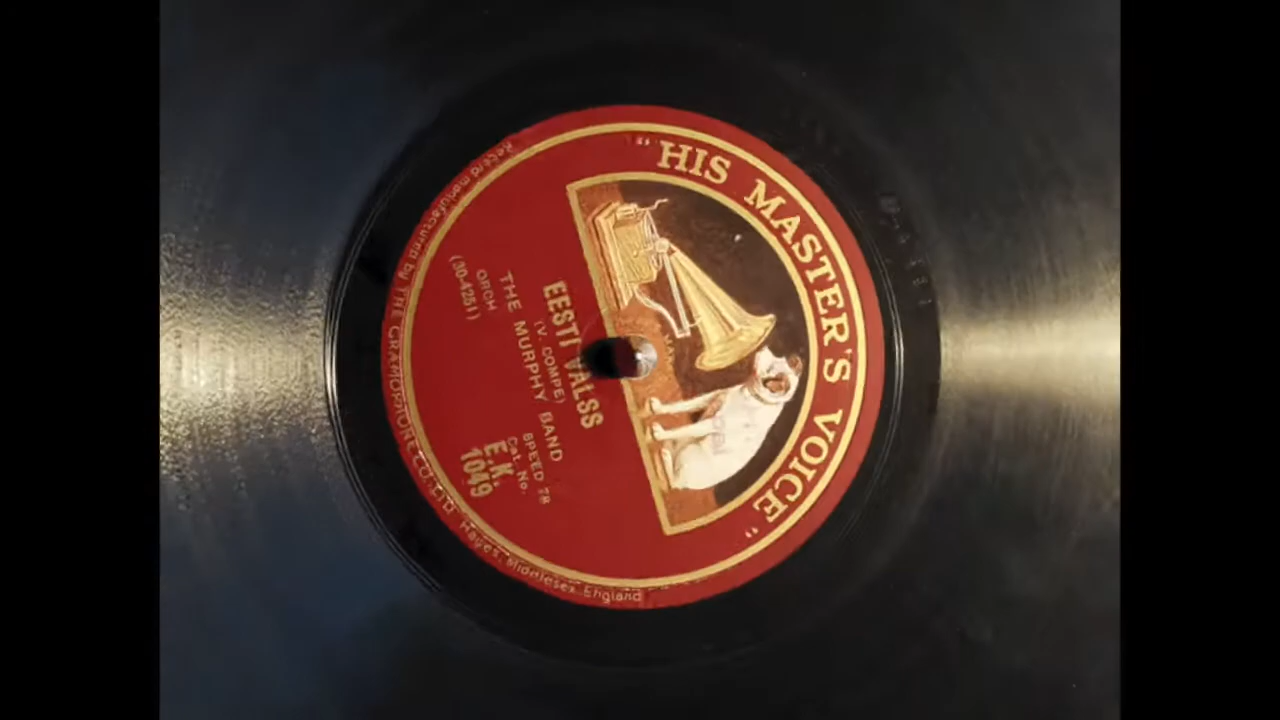 "HIS MASTER'S VOICE"
EESTI VALSS
(V. COMPE)
THE MURPHY BAND
ORCH
(30-4251)
SPEED 78
Cat. No.
E.K.
1049
Record manufactured by THE GRAMOPHONE CO. LTD. Hayes, Middlesex, England